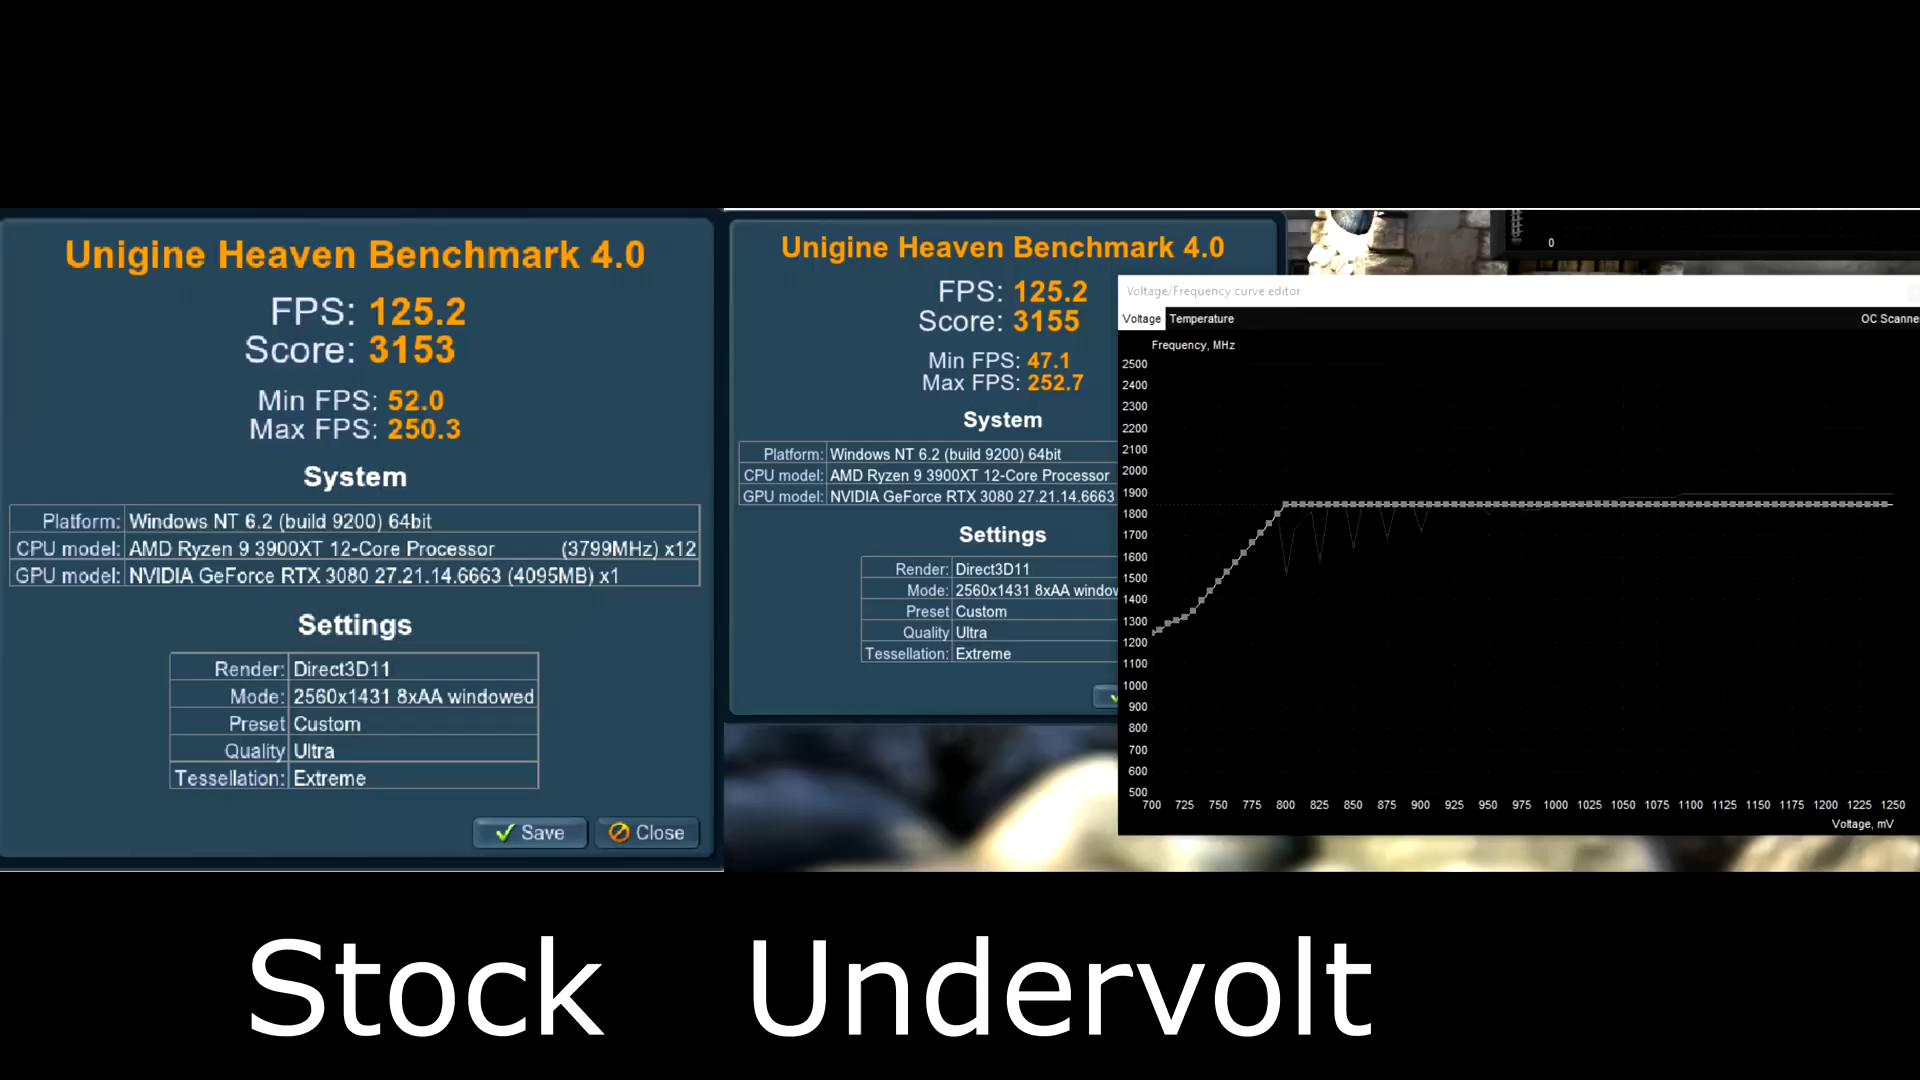 Unigine Heaven Benchmark 4.0
FPS: 125.2
Score: 3153
Min FPS: 52.0
Max FPS: 250.3
System
Platform: Windows NT 6.2 (build 9200) 64bit
CPU model: AMD Ryzen 9 3900XT 12-Core Processor (3799MHz) x12
GPU model: NVIDIA GeForce RTX 3080 27.21.14.6663 (4095MB) x1
Settings
Render: Direct3D11
Mode: 2560x1431 8xAA windowed
Preset Custom
Quality Ultra
Tessellation: Extreme
Save Close
Unigine Heaven Benchmark 4.0
FPS: 125.2
Score: 3155
Min FPS: 47.1
Max FPS: 252.7
System
Platform: Windows NT 6.2 (build 9200) 64bit
CPU model: AMD Ryzen 9 3900XT 12-Core Processor
GPU model: NVIDIA GeForce RTX 3080 27.21.14.6663
Settings
Render: Direct3D11
Mode: 2560x1431 8xAA window
Preset Custom
Quality Ultra
Tessellation: Extreme
0
Voltage/Frequency curve editor
Voltage Temperature OC Scanne
Frequency, MHz
2500
2400
2300
2200
2100
2000
1900
1800
1700
1600
1500
1400
1300
1200
1100
1000
900
800
700
600
500
700 725 750 775 800 825 850 875 900 925 950 975 1000 1025 1050 1075 1100 1125 1150 1175 1200 1225 1250
Voltage, mV
Stock Undervolt